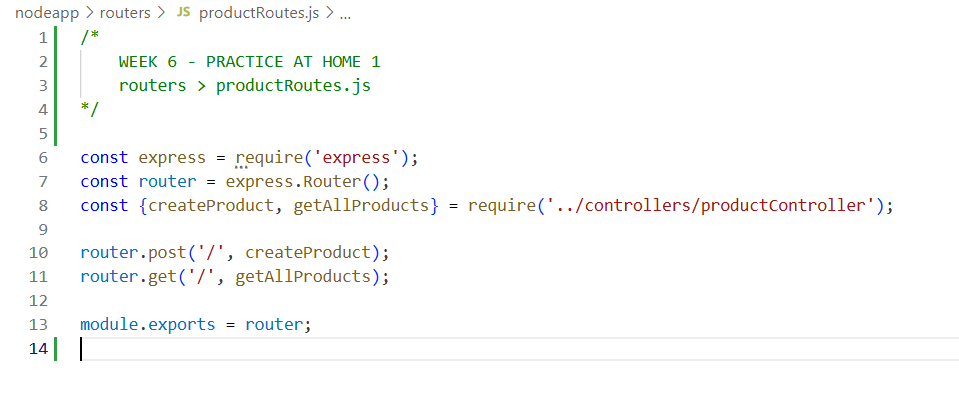 nodeapp > routers > JS productRoutes.js > ...
1 /*
2 WEEK 6 - PRACTICE AT HOME 1
3 routers > productRoutes.js
4 */
5
6 const express = require('express');
7 const router = express.Router();
8 const {createProduct, getAllProducts} = require('../controllers/productController');
9
10 router.post('/', createProduct);
11 router.get('/', getAllProducts);
12
13 module.exports = router;
14